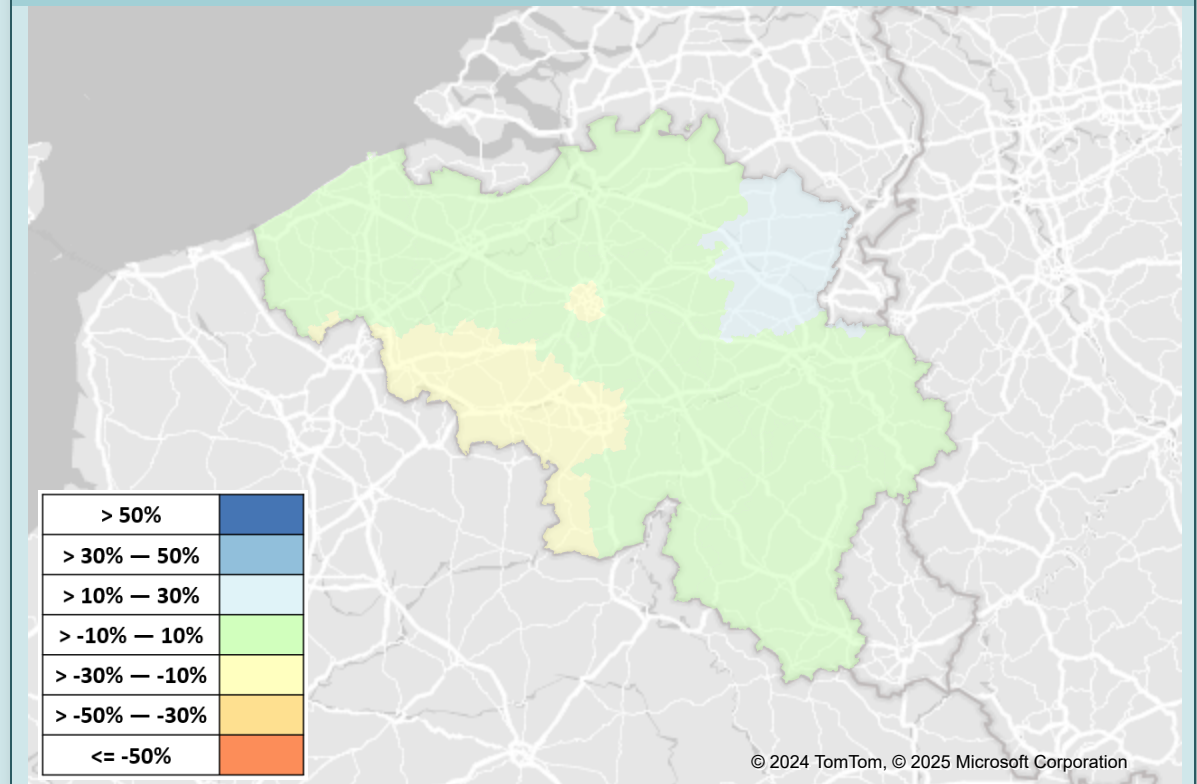 > 50%
> 30% — 50%
> 10% — 30%
> -10% — 10%
> -30% — -10%
> -50% — -30%
<= -50%
© 2024 TomTom, © 2025 Microsoft Corporation